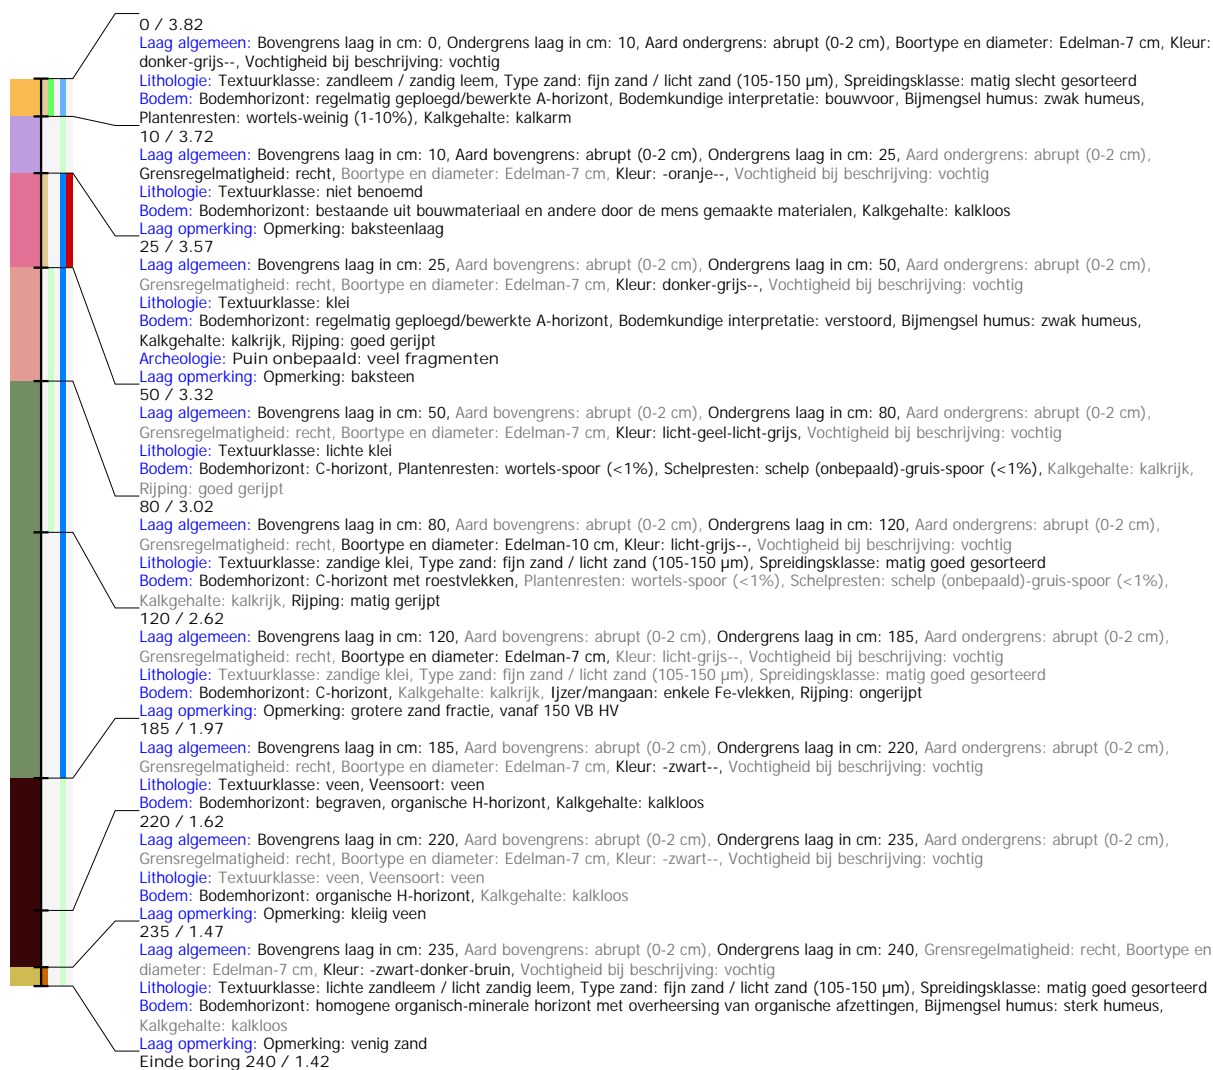 0 / 3.82
Laag algemeen: Bovengrens laag in cm: 0, Ondergrens laag in cm: 10, Aard ondergrens: abrupt (0-2 cm), Boortype en diameter: Edelman-7 cm, Kleur:
donker-grijs--, Vochtigheid bij beschrijving: vochtig
Lithologie: Textuurklasse: zandleem / zandig leem, Type zand: fijn zand / licht zand (105-150 µm), Spreidingsklasse: matig slecht gesorteerd
Bodem: Bodemhorizont: regelmatig geploegd/bewerkte A-horizont, Bodemkundige interpretatie: bouwvoor, Bijmengsel humus: zwak humeus,
Plantenresten: wortels-weinig (1-10%), Kalkgehalte: kalkarm
10 / 3.72
Laag algemeen: Bovengrens laag in cm: 10, Aard bovengrens: abrupt (0-2 cm), Ondergrens laag in cm: 25, Aard ondergrens: abrupt (0-2 cm),
Grensregelmatigheid: recht, Boortype en diameter: Edelman-7 cm, Kleur: -oranje--, Vochtigheid bij beschrijving: vochtig
Lithologie: Textuurklasse: niet benoemd
Bodem: Bodemhorizont: bestaande uit bouwmateriaal en andere door de mens gemaakte materialen, Kalkgehalte: kalkloos
Laag opmerking: Opmerking: baksteenlaag
25 / 3.57
Laag algemeen: Bovengrens laag in cm: 25, Aard bovengrens: abrupt (0-2 cm), Ondergrens laag in cm: 50, Aard ondergrens: abrupt (0-2 cm),
Grensregelmatigheid: recht, Boortype en diameter: Edelman-7 cm, Kleur: donker-grijs--, Vochtigheid bij beschrijving: vochtig
Lithologie: Textuurklasse: klei
Bodem: Bodemhorizont: regelmatig geploegd/bewerkte A-horizont, Bodemkundige interpretatie: verstoord, Bijmengsel humus: zwak humeus,
Kalkgehalte: kalkrijk, Rijping: goed gerijpt
Archeologie: Puin onbepaald: veel fragmenten
Laag opmerking: Opmerking: baksteen
50 / 3.32
Laag algemeen: Bovengrens laag in cm: 50, Aard bovengrens: abrupt (0-2 cm), Ondergrens laag in cm: 80, Aard ondergrens: abrupt (0-2 cm),
Grensregelmatigheid: recht, Boortype en diameter: Edelman-7 cm, Kleur: licht-geel-licht-grijs, Vochtigheid bij beschrijving: vochtig
Lithologie: Textuurklasse: lichte klei
Bodem: Bodemhorizont: C-horizont, Plantenresten: wortels-spoor (<1%), Schelpresten: schelp (onbepaald)-gruis-spoor (<1%), Kalkgehalte: kalkrijk,
Rijping: goed gerijpt
80 / 3.02
Laag algemeen: Bovengrens laag in cm: 80, Aard bovengrens: abrupt (0-2 cm), Ondergrens laag in cm: 120, Aard ondergrens: abrupt (0-2 cm),
Grensregelmatigheid: recht, Boortype en diameter: Edelman-10 cm, Kleur: licht-grijs--, Vochtigheid bij beschrijving: vochtig
Lithologie: Textuurklasse: zandige klei, Type zand: fijn zand / licht zand (105-150 µm), Spreidingsklasse: matig goed gesorteerd
Bodem: Bodemhorizont: C-horizont met roestvlekken, Plantenresten: wortels-spoor (<1%), Schelpresten: schelp (onbepaald)-gruis-spoor (<1%),
Kalkgehalte: kalkrijk, Rijping: matig gerijpt
120 / 2.62
Laag algemeen: Bovengrens laag in cm: 120, Aard bovengrens: abrupt (0-2 cm), Ondergrens laag in cm: 185, Aard ondergrens: abrupt (0-2 cm),
Grensregelmatigheid: recht, Boortype en diameter: Edelman-7 cm, Kleur: licht-grijs--, Vochtigheid bij beschrijving: vochtig
Lithologie: Textuurklasse: zandige klei, Type zand: fijn zand / licht zand (105-150 µm), Spreidingsklasse: matig goed gesorteerd
Bodem: Bodemhorizont: C-horizont, Kalkgehalte: kalkrijk, Ijzer/mangaan: enkele Fe-vlekken, Rijping: ongerijpt
Laag opmerking: Opmerking: grotere zand fractie, vanaf 150 VB HV
185 / 1.97
Laag algemeen: Bovengrens laag in cm: 185, Aard bovengrens: abrupt (0-2 cm), Ondergrens laag in cm: 220, Aard ondergrens: abrupt (0-2 cm),
Grensregelmatigheid: recht, Boortype en diameter: Edelman-7 cm, Kleur: -zwart--, Vochtigheid bij beschrijving: vochtig
Lithologie: Textuurklasse: veen, Veensoort: veen
Bodem: Bodemhorizont: begraven, organische H-horizont, Kalkgehalte: kalkloos
220 / 1.62
Laag algemeen: Bovengrens laag in cm: 220, Aard bovengrens: abrupt (0-2 cm), Ondergrens laag in cm: 235, Aard ondergrens: abrupt (0-2 cm),
Grensregelmatigheid: recht, Boortype en diameter: Edelman-7 cm, Kleur: -zwart--, Vochtigheid bij beschrijving: vochtig
Lithologie: Textuurklasse: veen, Veensoort: veen
Bodem: Bodemhorizont: organische H-horizont, Kalkgehalte: kalkloos
Laag opmerking: Opmerking: kleiig veen
235 / 1.47
Laag algemeen: Bovengrens laag in cm: 235, Aard bovengrens: abrupt (0-2 cm), Ondergrens laag in cm: 240, Grensregelmatigheid: recht, Boortype en
diameter: Edelman-7 cm, Kleur: -zwart-donker-bruin, Vochtigheid bij beschrijving: vochtig
Lithologie: Textuurklasse: lichte zandleem / licht zandig leem, Type zand: fijn zand / licht zand (105-150 µm), Spreidingsklasse: matig goed gesorteerd
Bodem: Bodemhorizont: homogene organisch-minerale horizont met overheersing van organische afzettingen, Bijmengsel humus: sterk humeus,
Kalkgehalte: kalkloos
Laag opmerking: Opmerking: venig zand
Einde boring 240 / 1.42